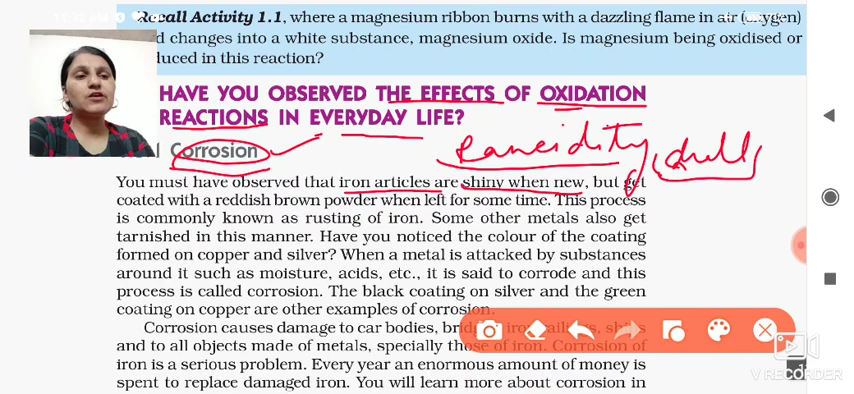 Recall Activity 1.1, where a magnesium ribbon burns with a dazzling flame in air (oxygen)
d changes into a white substance, magnesium oxide. Is magnesium being oxidised or
duced in this reaction?
HAVE YOU OBSERVED THE EFFECTS OF OXIDATION
REACTIONS IN EVERYDAY LIFE?
Corrosion
Rancidity
(dull)
You must have observed that iron articles are shiny when new, but get
coated with a reddish brown powder when left for some time. This process
is commonly known as rusting of iron. Some other metals also get
tarnished in this manner. Have you noticed the colour of the coating
formed on copper and silver? When a metal is attacked by substances
around it such as moisture, acids, etc., it is said to corrode and this
process is called corrosion. The black coating on silver and the green
coating on copper are other examples of corrosion.
Corrosion causes damage to car bodies, bridges, iron railings, ships
and to all objects made of metals, specially those of iron. Corrosion of
iron is a serious problem. Every year an enormous amount of money is
spent to replace damaged iron. You will learn more about corrosion in
V RECORDER